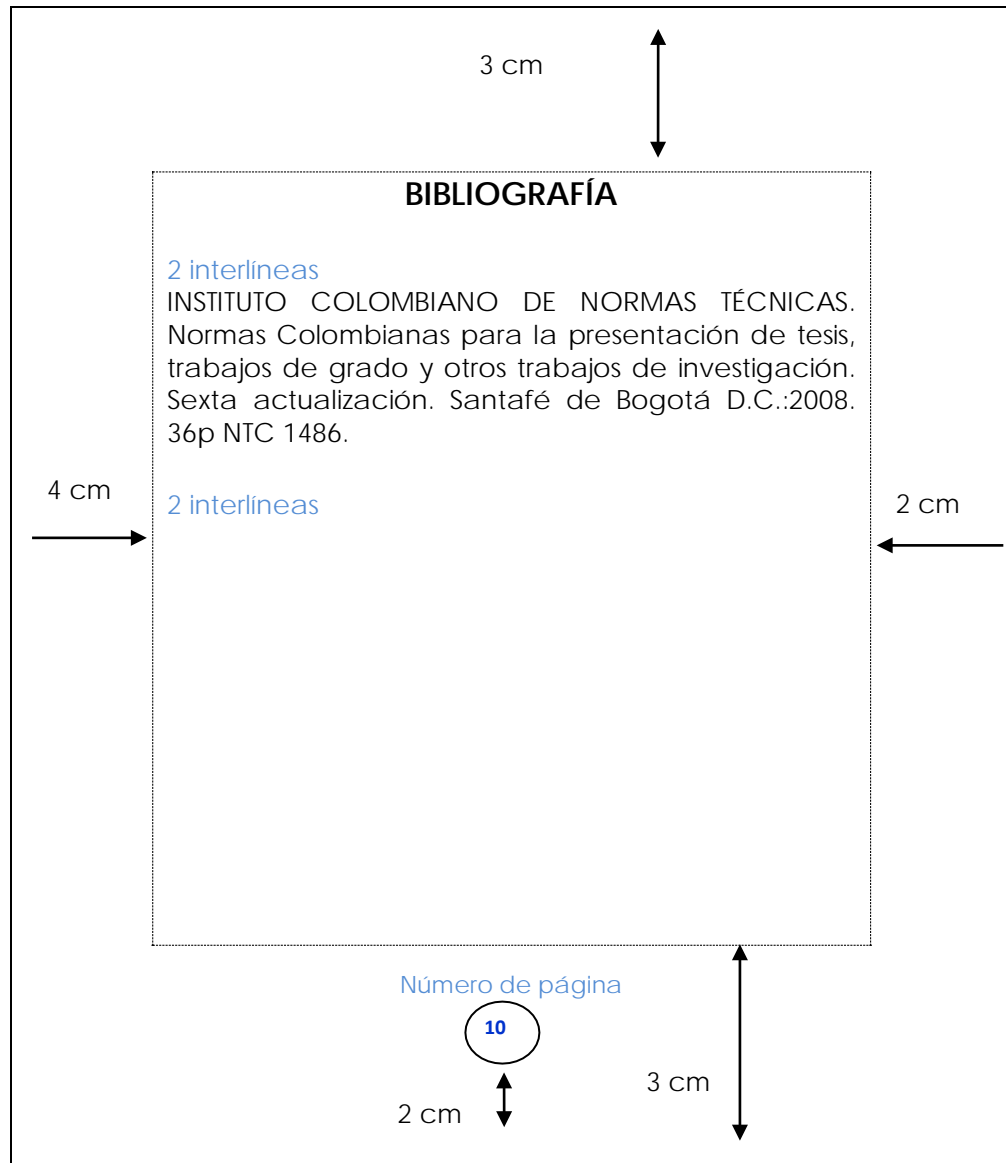 3 cm
BIBLIOGRAFÍA
2 interlíneas
INSTITUTO COLOMBIANO DE NORMAS TÉCNICAS.
Normas Colombianas para la presentación de tesis,
trabajos de grado y otros trabajos de investigación.
Sexta actualización. Santafé de Bogotá D.C.:2008.
36p NTC 1486.
4 cm
2 interlíneas
2 cm
Número de página
10
3 cm
2 cm